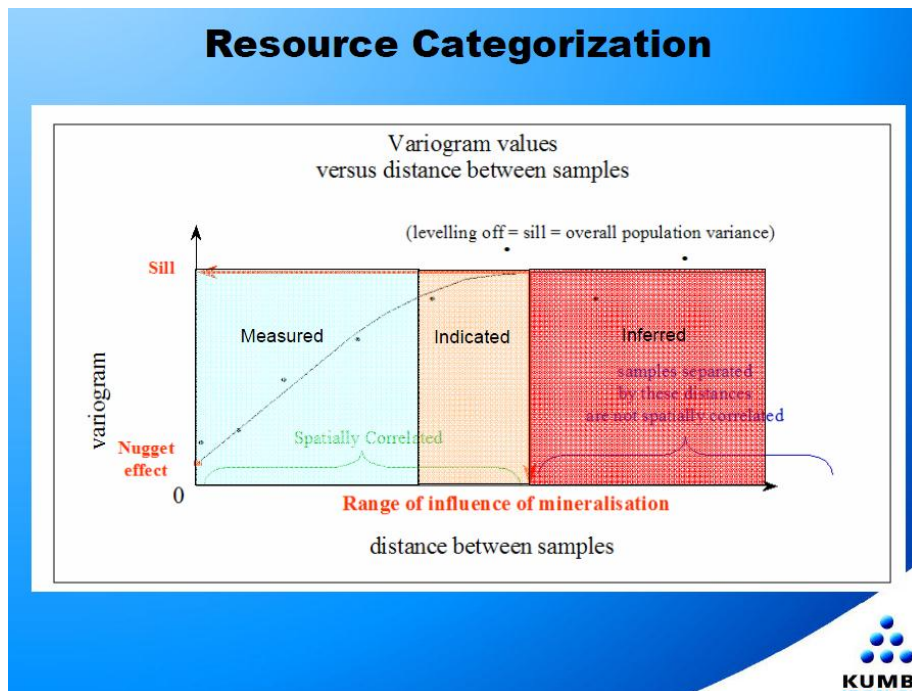 Resource Categorization
Variogram values
versus distance between samples
(levelling off = sill = overall population variance)
Sill
Measured
Indicated
Inferred
samples separated
by these distances
are not spatially correlated
variogram
Spatially Correlated
Nugget
effect
0
Range of influence of mineralisation
distance between samples
KUMB